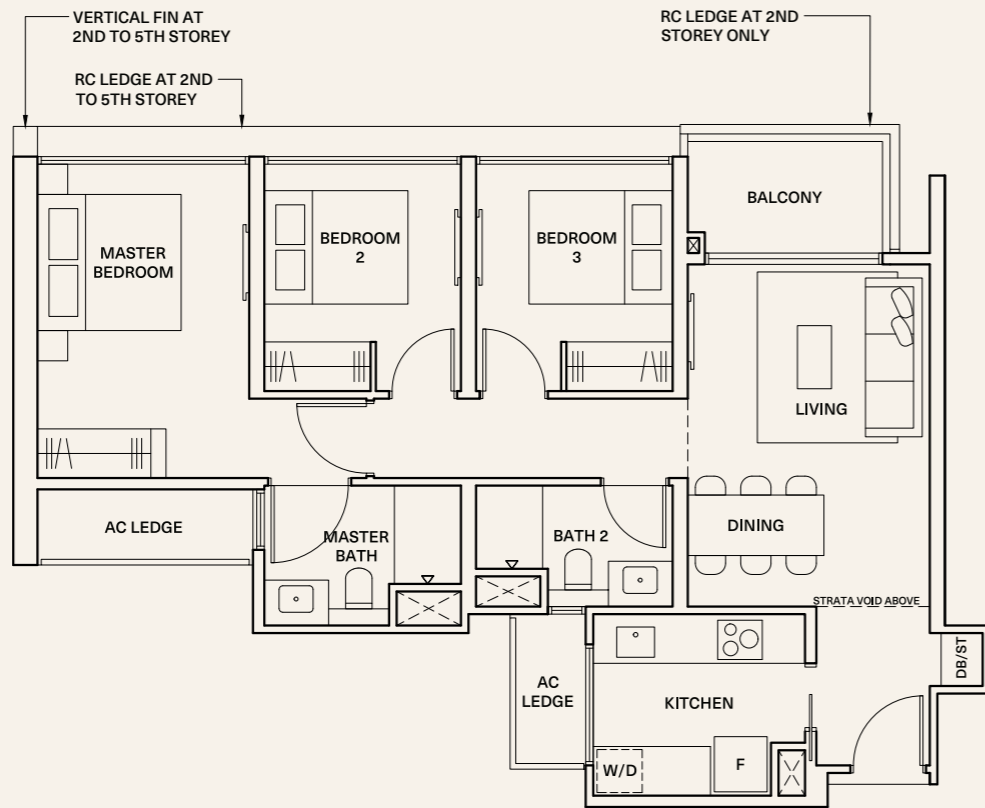 VERTICAL FIN AT
2ND TO 5TH STOREY
RC LEDGE AT 2ND
STOREY ONLY
RC LEDGE AT 2ND
TO 5TH STOREY
BALCONY
MASTER
BEDROOM
BEDROOM
2
BEDROOM
3
LIVING
AC LEDGE
MASTER
BATH
BATH 2
DINING
STRATA VOID ABOVE
DB/ST
AC
LEDGE
KITCHEN
W/D
F